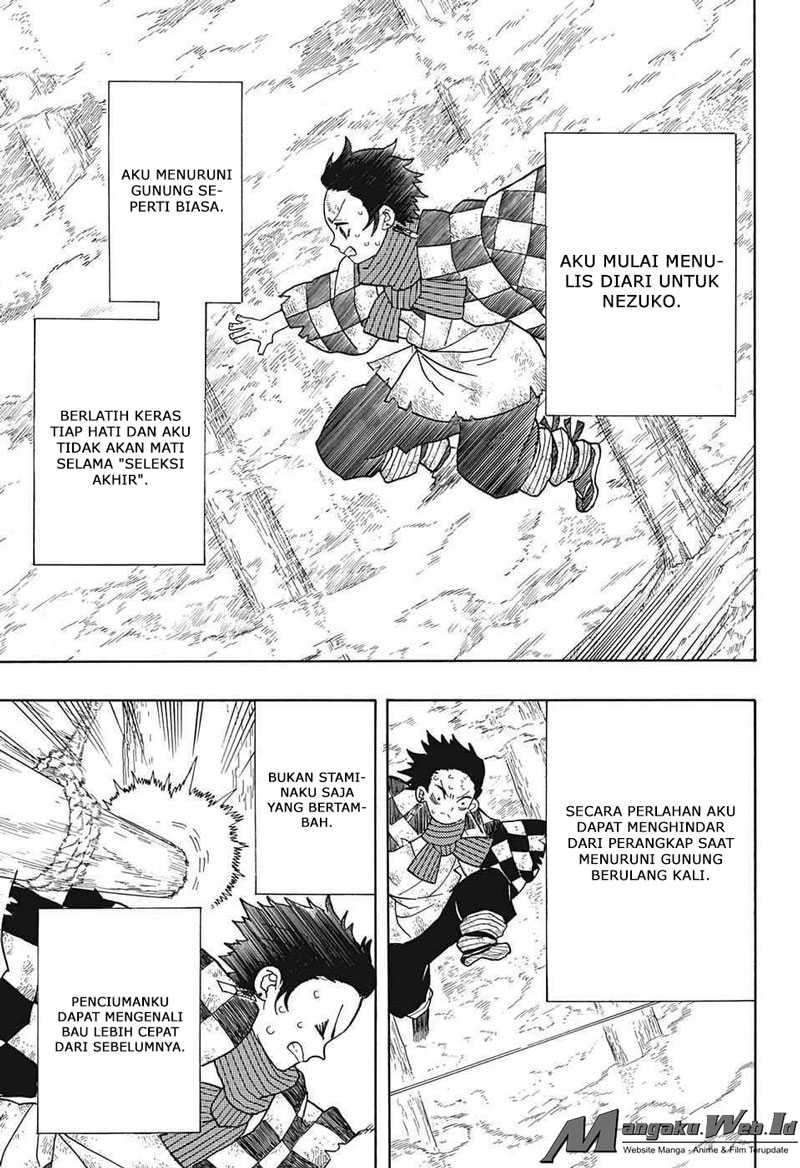 AKU MULAI MENU-
LIS DIARI UNTUK
NEZUKO.
AKU MENURUNI
GUNUNG SE-
PERTI BIASA.
BERLATIH KERAS
TIAP HATI DAN AKU
TIDAK AKAN MATI
SELAMA "SELEKSI
AKHIR".
SECARA PERLAHAN AKU
DAPAT MENGHINDAR
DARI PERANGKAP SAAT
MENURUNI GUNUNG
BERULANG KALI.
BUKAN STAMI-
NAKU SAJA
YANG BERTAM-
BAH.
PENCIUMANKU
DAPAT MENGENALI
BAU LEBIH CEPAT
DARI SEBELUMNYA.
Mangaku.Web.Id
Website Manga - Anime & Film Terupdate